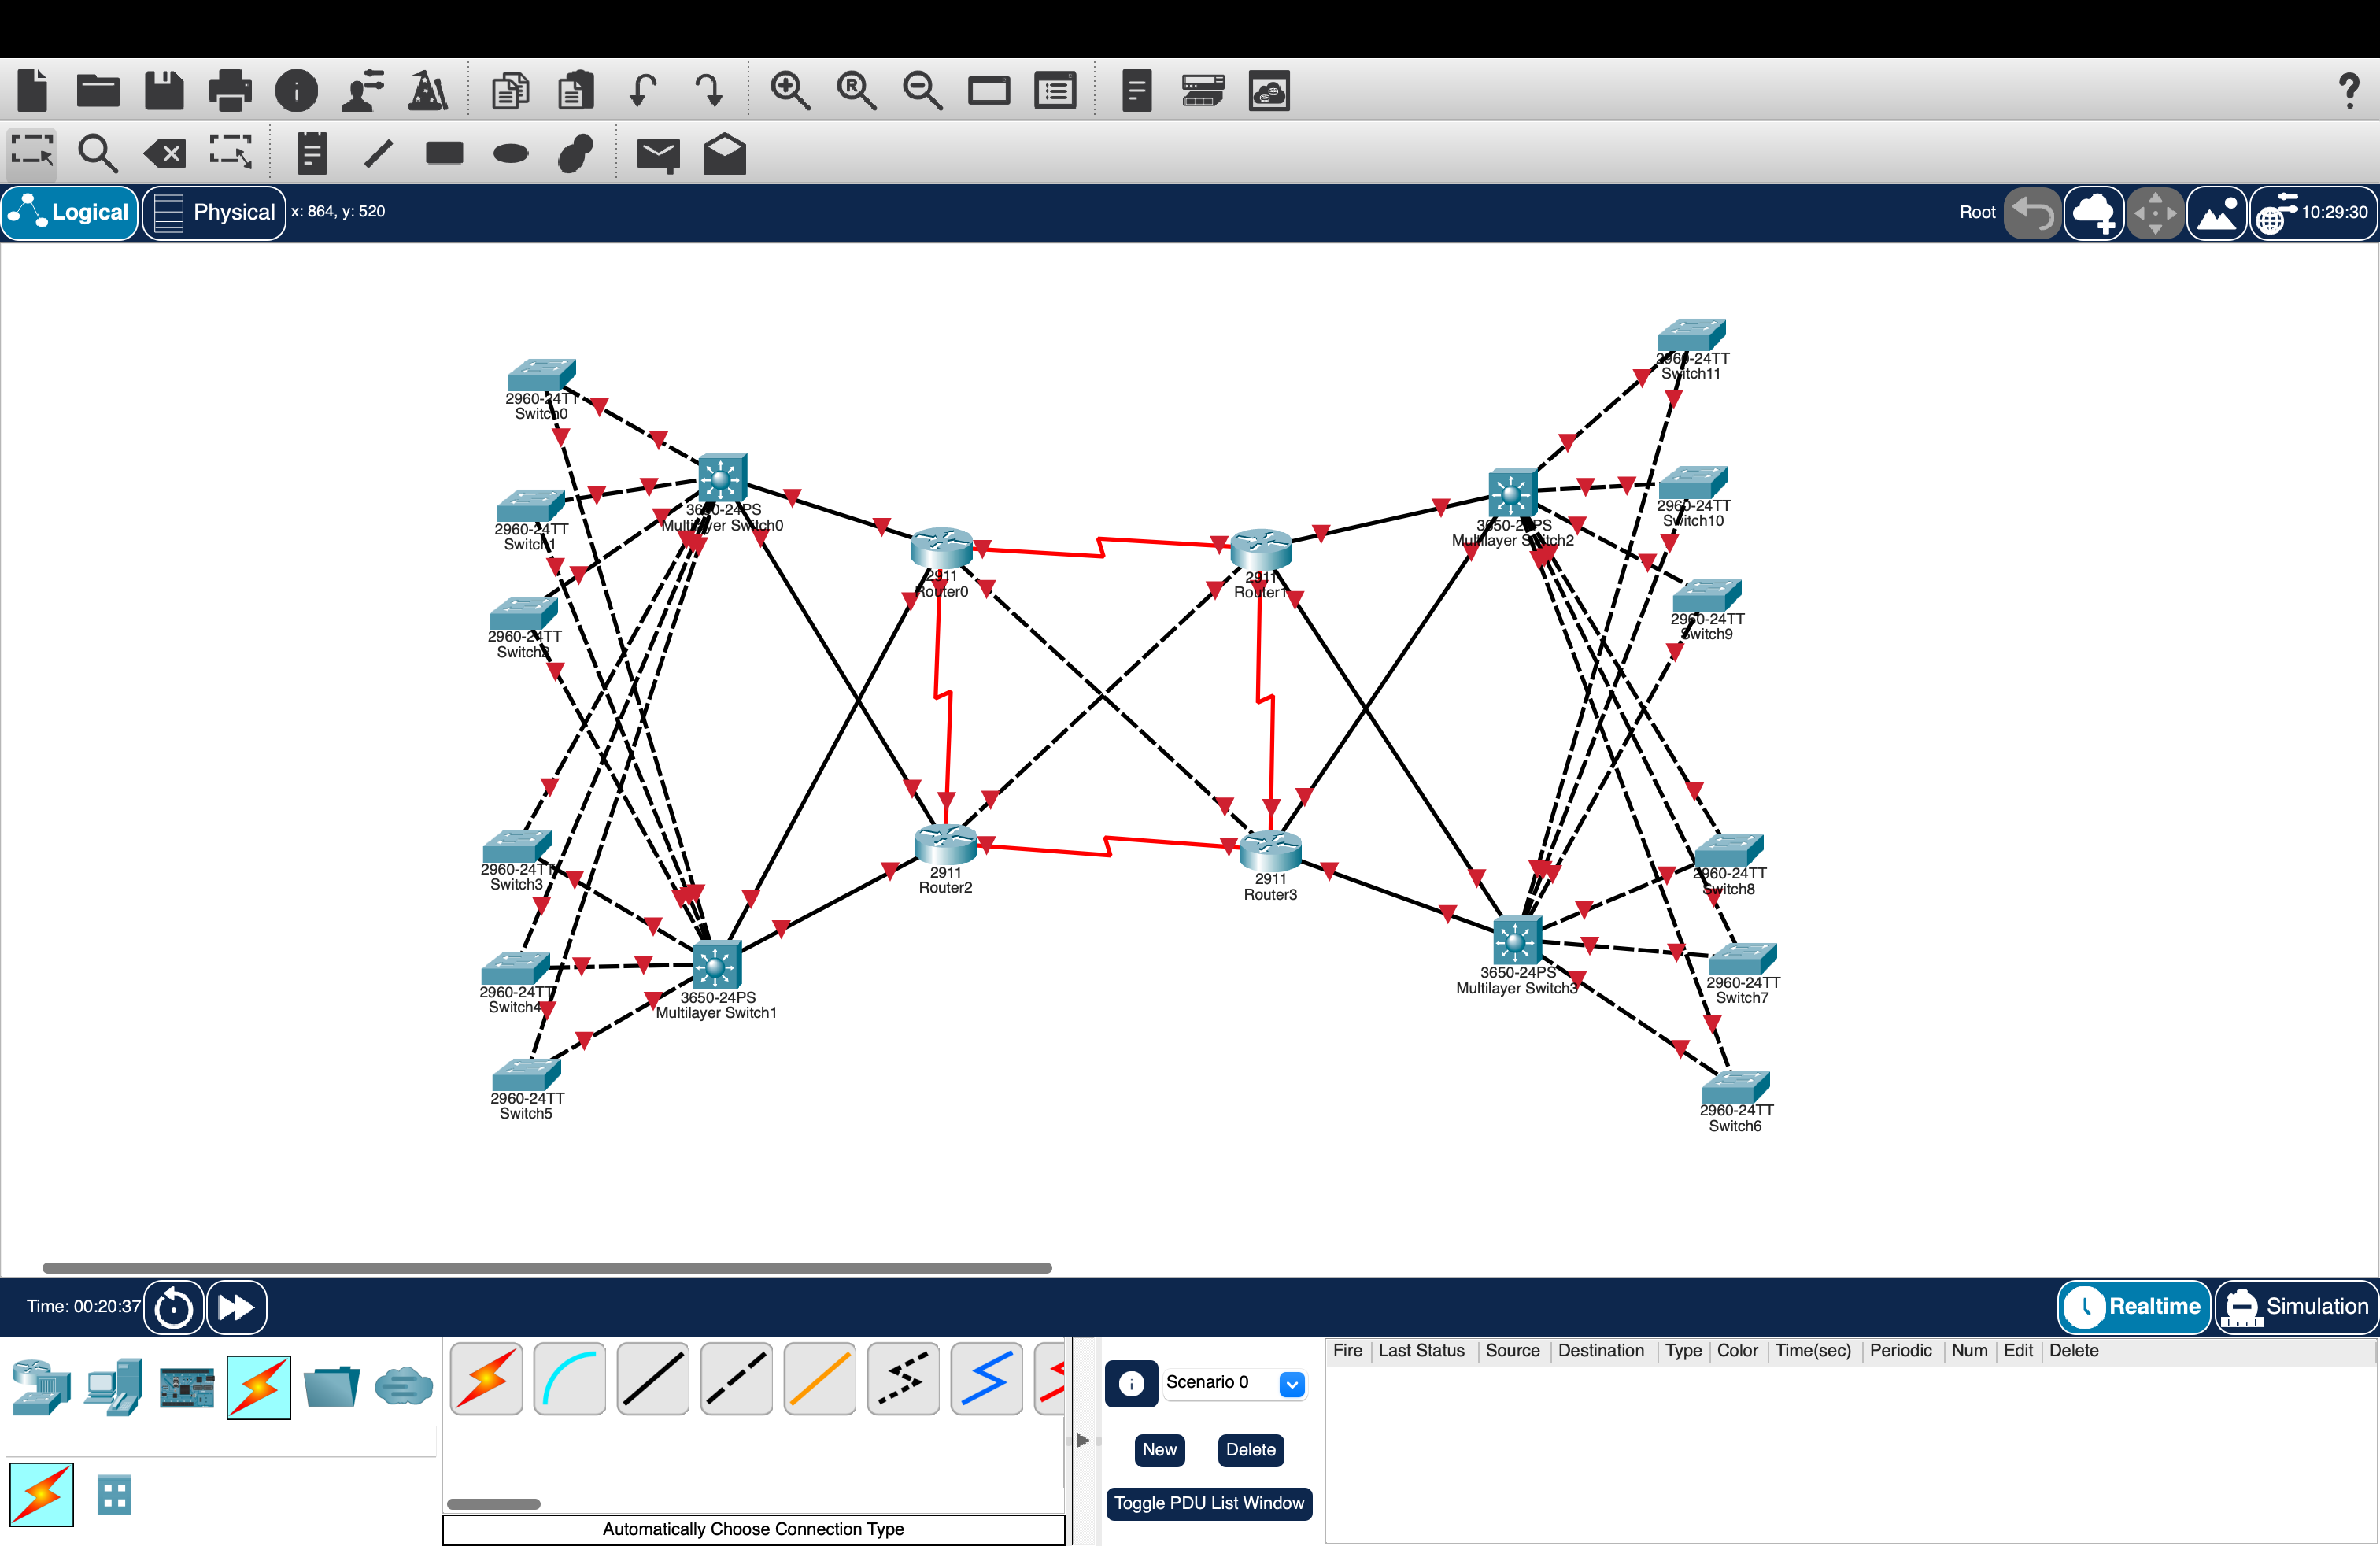 Logical
Physical
x: 864, y: 520
Root
10:29:30
2960-24TT
Switch11
2960-24TT
Switch0
2960-24TT
Switch10
3650-24PS
Multilayer Switch0
2960-24TT
Switch1
3650-24PS
Multilayer Switch2
2911
Router0
2911
Router1
2960-24TT
Switch9
2960-24TT
Switch2
2960-24TT
Switch3
2911
Router2
2911
Router3
2960-24TT
Switch8
2960-24TT
Switch4
3650-24PS
Multilayer Switch1
3650-24PS
Multilayer Switch3
2960-24TT
Switch7
2960-24TT
Switch5
2960-24TT
Switch6
Time: 00:20:37
Realtime
Simulation
Scenario 0
New
Delete
Toggle PDU List Window
Fire Last Status Source Destination Type Color Time(sec) Periodic Num Edit Delete
Automatically Choose Connection Type